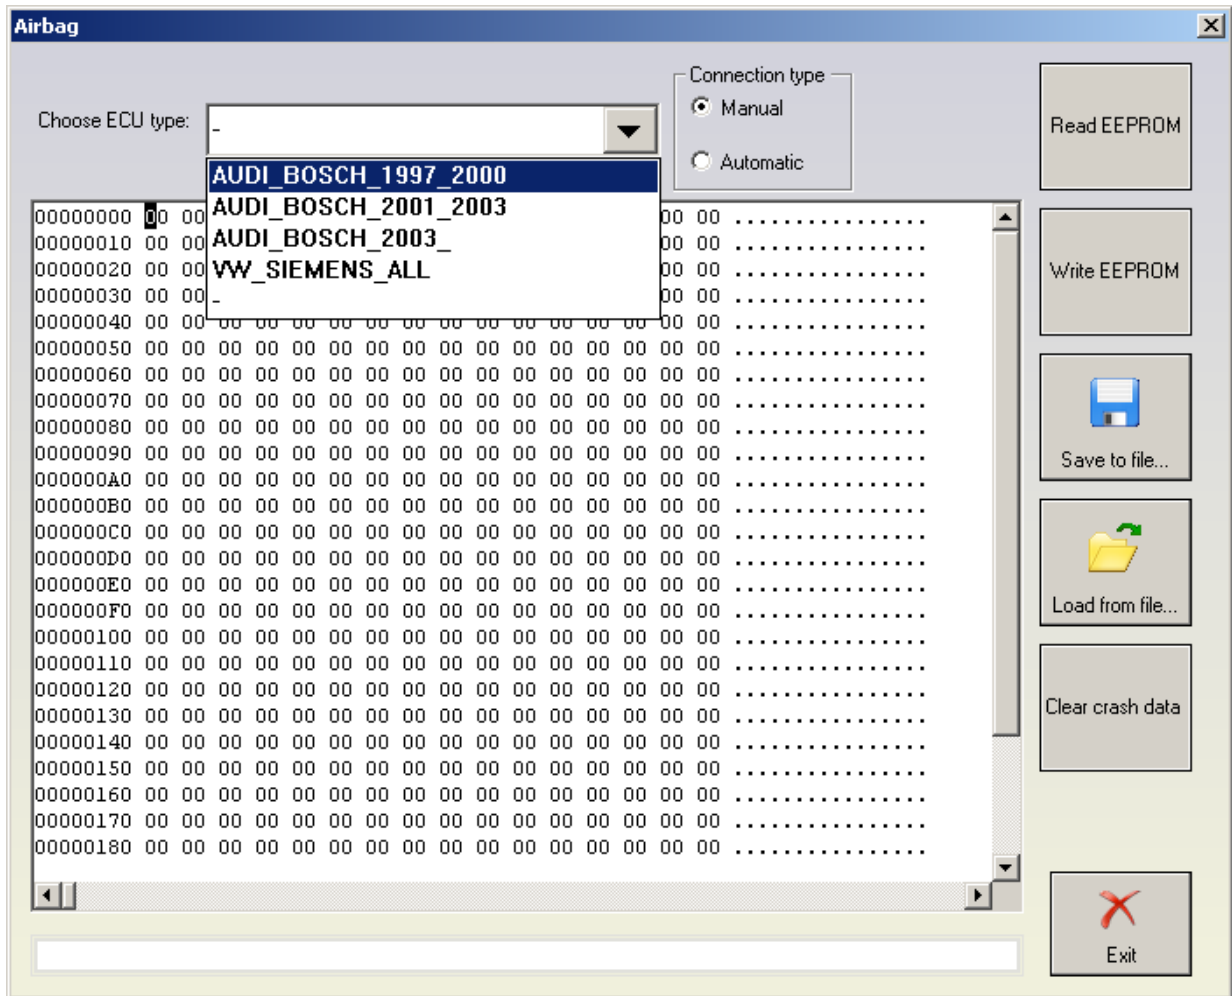 Airbag
Connection type
Manual
Automatic
Choose ECU type:
-
AUDI_BOSCH_1997_2000
AUDI_BOSCH_2001_2003
AUDI_BOSCH_2003_
VW_SIEMENS_ALL
-
00000000 00 00 00 00 ................
00000010 00 00 00 00 ................
00000020 00 00 00 00 ................
00000030 00 00 00 00 ................
00000040 00 00 00 00 00 00 00 00 00 00 00 00 00 00 00 00 ................
00000050 00 00 00 00 00 00 00 00 00 00 00 00 00 00 00 00 ................
00000060 00 00 00 00 00 00 00 00 00 00 00 00 00 00 00 00 ................
00000070 00 00 00 00 00 00 00 00 00 00 00 00 00 00 00 00 ................
00000080 00 00 00 00 00 00 00 00 00 00 00 00 00 00 00 00 ................
00000090 00 00 00 00 00 00 00 00 00 00 00 00 00 00 00 00 ................
000000A0 00 00 00 00 00 00 00 00 00 00 00 00 00 00 00 00 ................
000000B0 00 00 00 00 00 00 00 00 00 00 00 00 00 00 00 00 ................
000000C0 00 00 00 00 00 00 00 00 00 00 00 00 00 00 00 00 ................
000000D0 00 00 00 00 00 00 00 00 00 00 00 00 00 00 00 00 ................
000000E0 00 00 00 00 00 00 00 00 00 00 00 00 00 00 00 00 ................
000000F0 00 00 00 00 00 00 00 00 00 00 00 00 00 00 00 00 ................
00000100 00 00 00 00 00 00 00 00 00 00 00 00 00 00 00 00 ................
00000110 00 00 00 00 00 00 00 00 00 00 00 00 00 00 00 00 ................
00000120 00 00 00 00 00 00 00 00 00 00 00 00 00 00 00 00 ................
00000130 00 00 00 00 00 00 00 00 00 00 00 00 00 00 00 00 ................
00000140 00 00 00 00 00 00 00 00 00 00 00 00 00 00 00 00 ................
00000150 00 00 00 00 00 00 00 00 00 00 00 00 00 00 00 00 ................
00000160 00 00 00 00 00 00 00 00 00 00 00 00 00 00 00 00 ................
00000170 00 00 00 00 00 00 00 00 00 00 00 00 00 00 00 00 ................
00000180 00 00 00 00 00 00 00 00 00 00 00 00 00 00 00 00 ................
Read EEPROM
Write EEPROM
Save to file...
Load from file...
Clear crash data
Exit